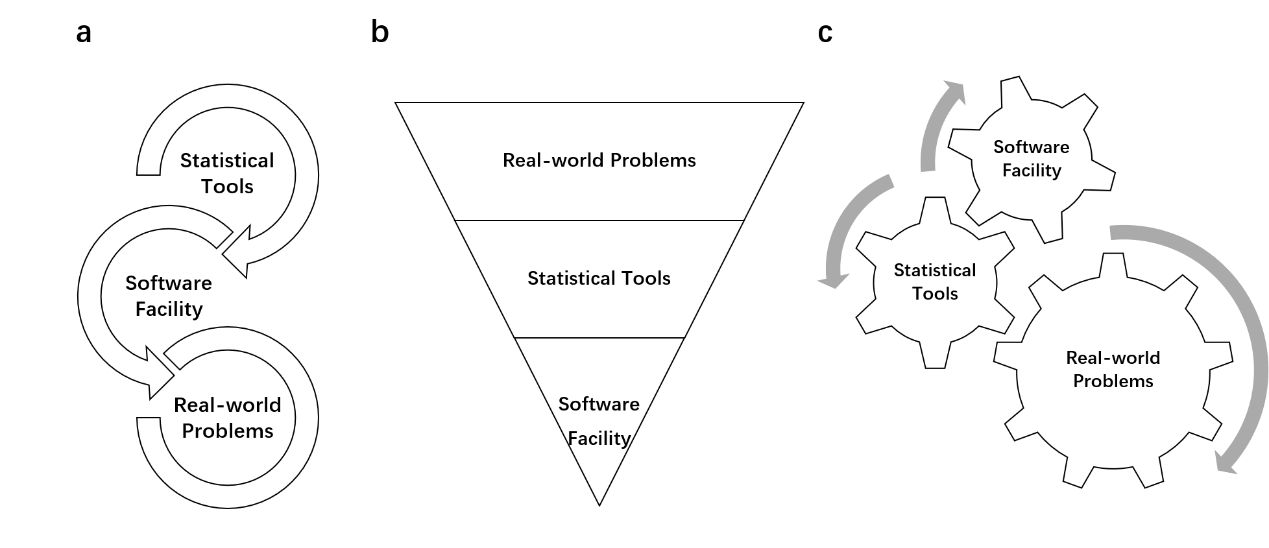 a
Statistical
Tools
Software
Facility
Real-world
Problems
b
Real-world Problems
Statistical Tools
Software
Facility
c
Software
Facility
Statistical
Tools
Real-world
Problems